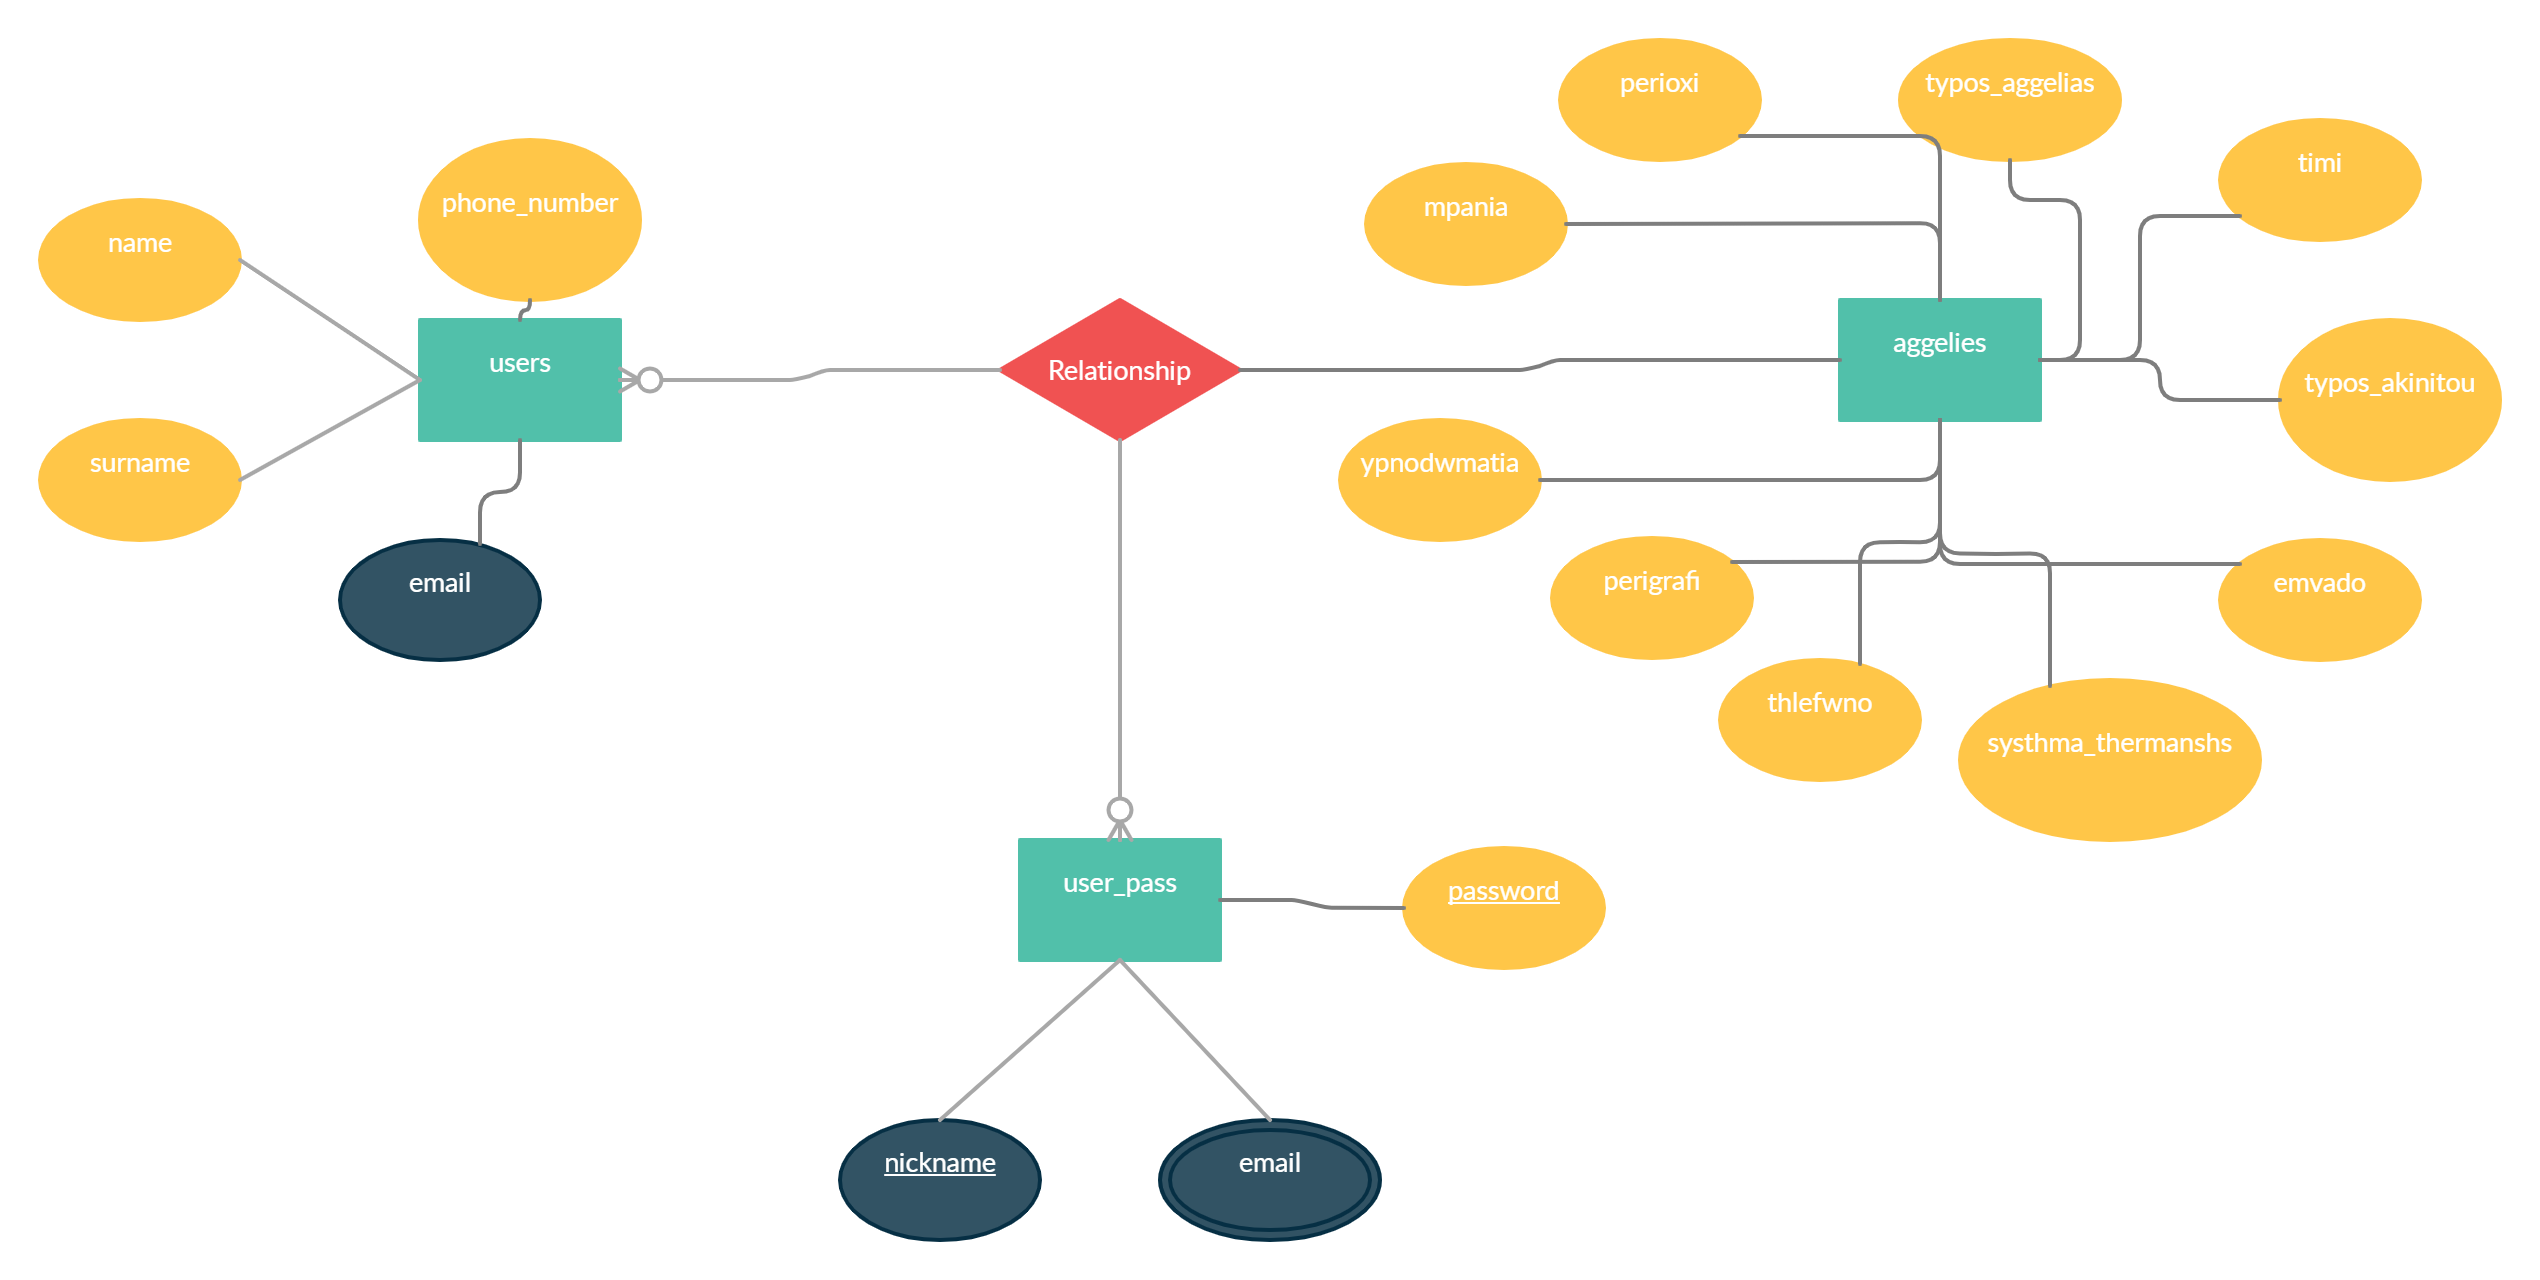 perioxi
typos_aggelias
timi
mpania
phone_number
name
users
Relationship
aggelies
typos_akinitou
surname
ypnodwmatia
email
perigrafi
emvado
thlefwno
systhma_thermanshs
user_pass
password
nickname
email